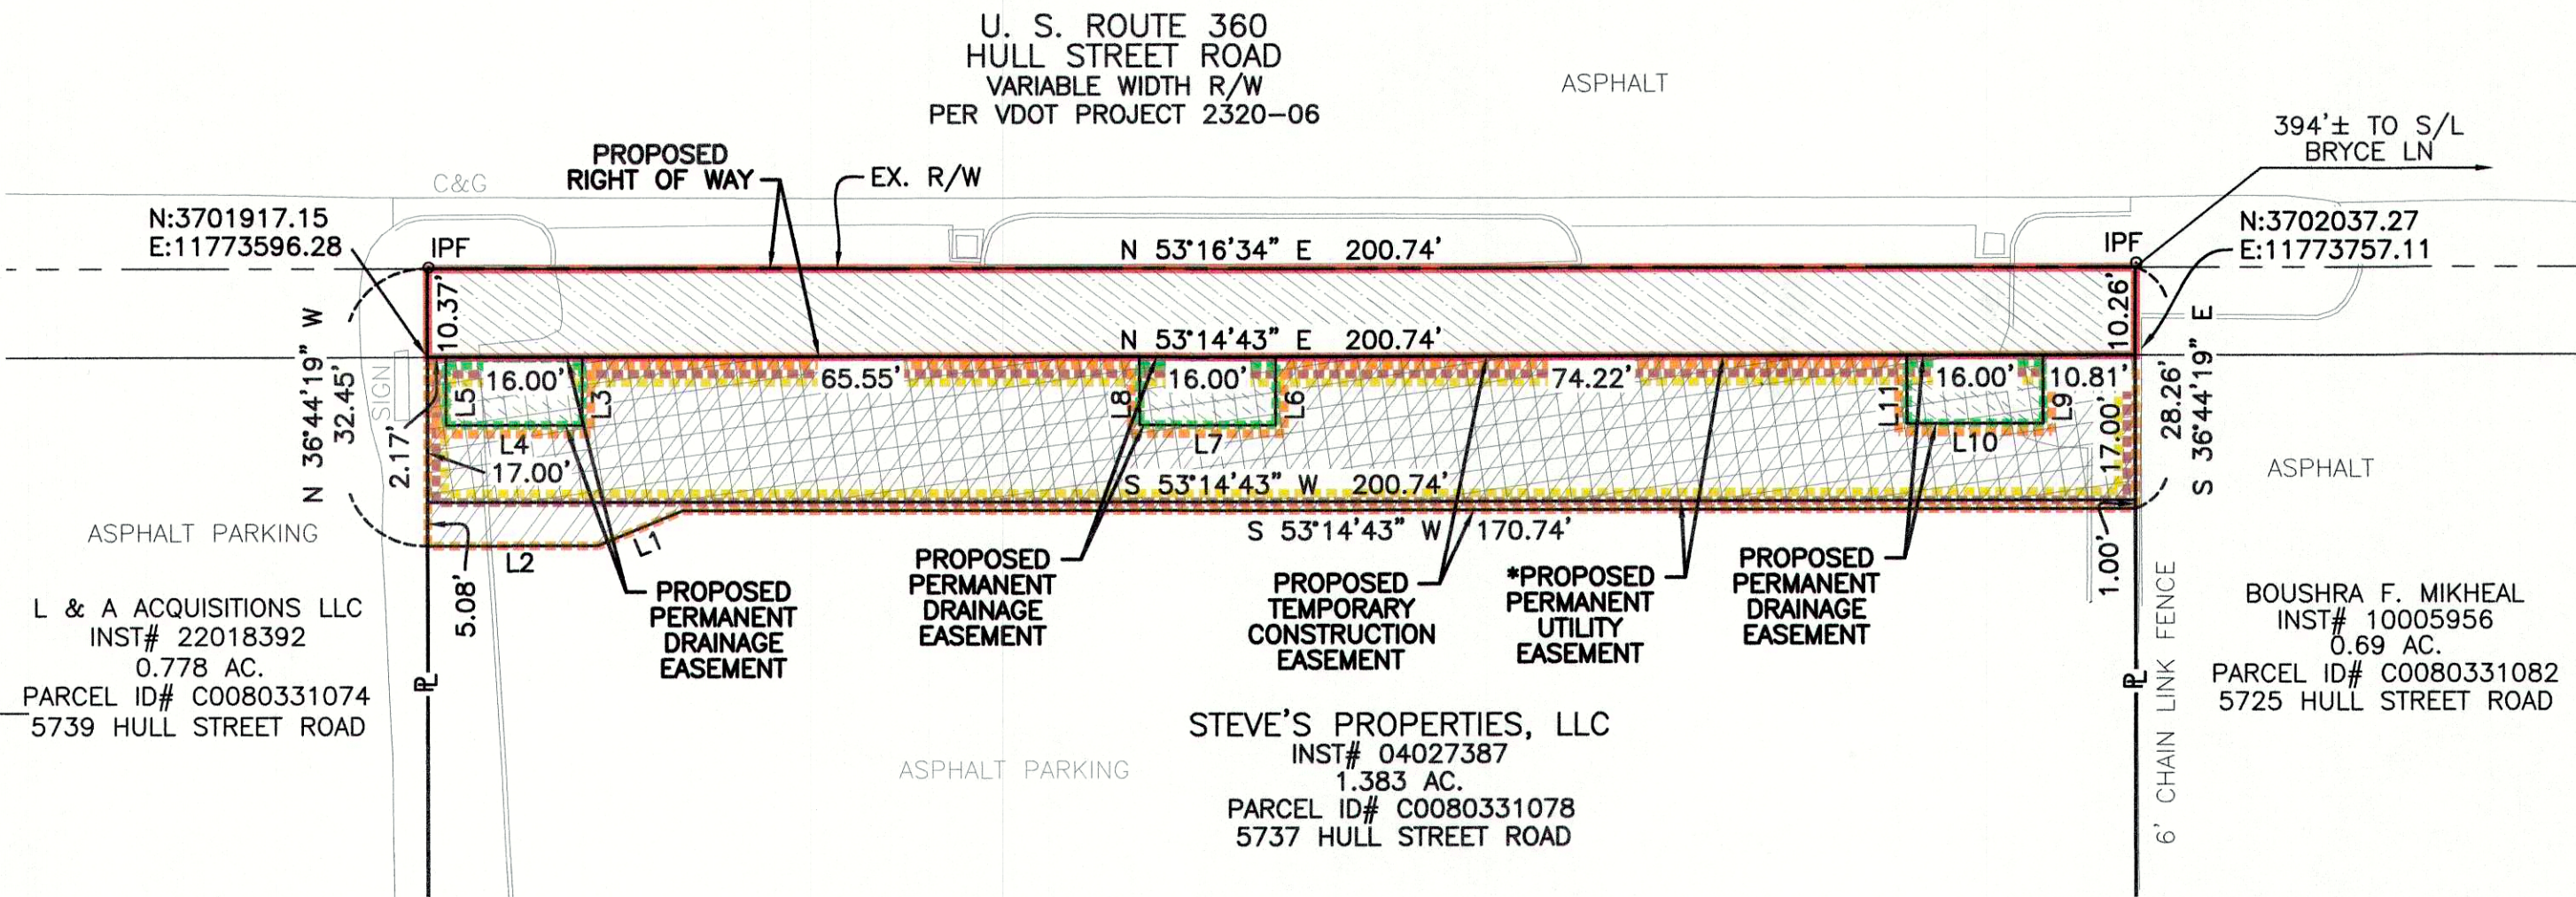 U. S. ROUTE 360
HULL STREET ROAD
VARIABLE WIDTH R/W
PER VDOT PROJECT 2320-06
ASPHALT
394'± TO S/L
BRYCE LN
PROPOSED
RIGHT OF WAY
EX. R/W
C&G
N:3701917.15
E:11773596.28
IPF
N 53°16'34" E 200.74'
IPF
N:3702037.27
E:11773757.11
10.37'
10.26'
N 53°14'43" E 200.74'
N 36°44'19" W
32.45'
SIGN
2.17'
L5
16.00'
L3
L4
17.00'
65.55'
L8
16.00'
L6
L7
74.22'
L11
16.00'
L9
L10
10.81'
17.00'
28.26'
S 36°44'19" E
S 53°14'43" W 200.74'
S 53°14'43" W 170.74'
L1
L2
5.08'
1.00'
ASPHALT PARKING
ASPHALT
L & A ACQUISITIONS LLC
INST# 22018392
0.778 AC.
PARCEL ID# C0080331074
5739 HULL STREET ROAD
PROPOSED
PERMANENT
DRAINAGE
EASEMENT
PROPOSED
PERMANENT
DRAINAGE
EASEMENT
PROPOSED
TEMPORARY
CONSTRUCTION
EASEMENT
*PROPOSED
PERMANENT
UTILITY
EASEMENT
PROPOSED
PERMANENT
DRAINAGE
EASEMENT
BOUSHRA F. MIKHEAL
INST# 10005956
0.69 AC.
PARCEL ID# C0080331082
5725 HULL STREET ROAD
PL
PL
6' CHAIN LINK FENCE
STEVE'S PROPERTIES, LLC
INST# 04027387
1.383 AC.
PARCEL ID# C0080331078
5737 HULL STREET ROAD
ASPHALT PARKING